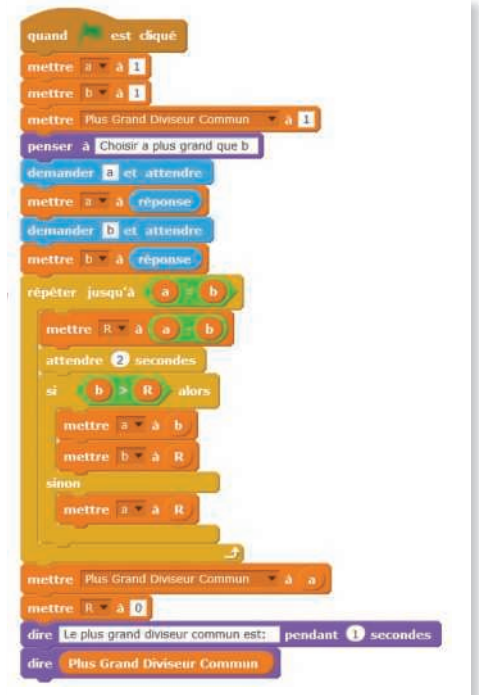 quand est cliqué
mettre a à 1
mettre b à 1
mettre Plus Grand Diviseur Commun à 1
penser à Choisir a plus grand que b
demander a et attendre
mettre a à réponse
demander b et attendre
mettre b à réponse
répéter jusqu'à a = b
mettre R à a - b
attendre 2 secondes
si b > R alors
mettre a à b
mettre b à R
sinon
mettre a à R
mettre Plus Grand Diviseur Commun à a
mettre R à 0
dire Le plus grand diviseur commun est: pendant 1 secondes
dire Plus Grand Diviseur Commun